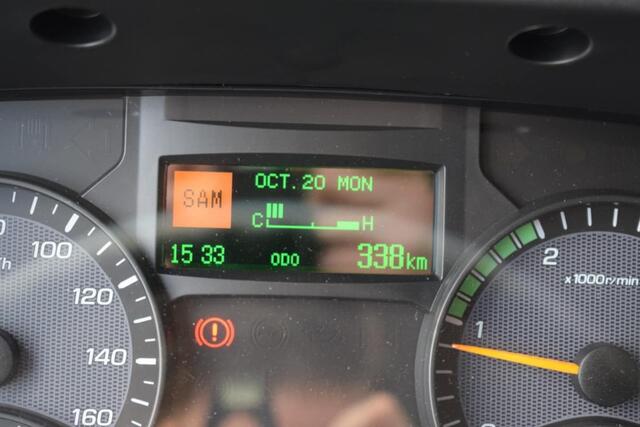 OCT. 20 MON
SAM
C H
15 33 ODO 338km
100
120
140
160
/h
2
x1000r/min
1